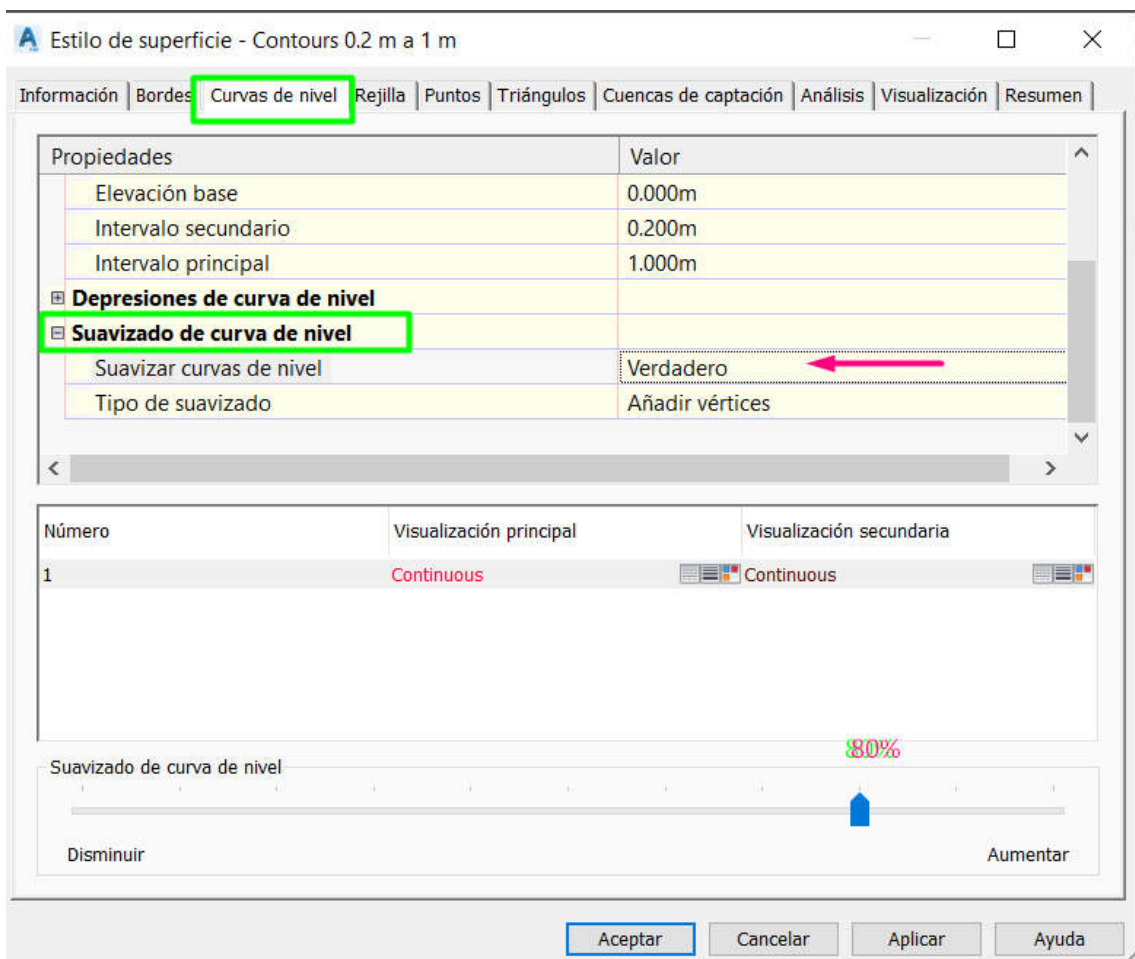 Estilo de superficie - Contours 0.2 m a 1 m
Información Bordes Curvas de nivel Rejilla Puntos Triángulos Cuencas de captación Análisis Visualización Resumen
Propiedades Valor
Elevación base 0.000m
Intervalo secundario 0.200m
Intervalo principal 1.000m
Depresiones de curva de nivel
Suavizado de curva de nivel
Suavizar curvas de nivel Verdadero
Tipo de suavizado Añadir vértices
Número Visualización principal Visualización secundaria
1 Continuous Continuous
80%
Suavizado de curva de nivel
Disminuir Aumentar
Aceptar Cancelar Aplicar Ayuda